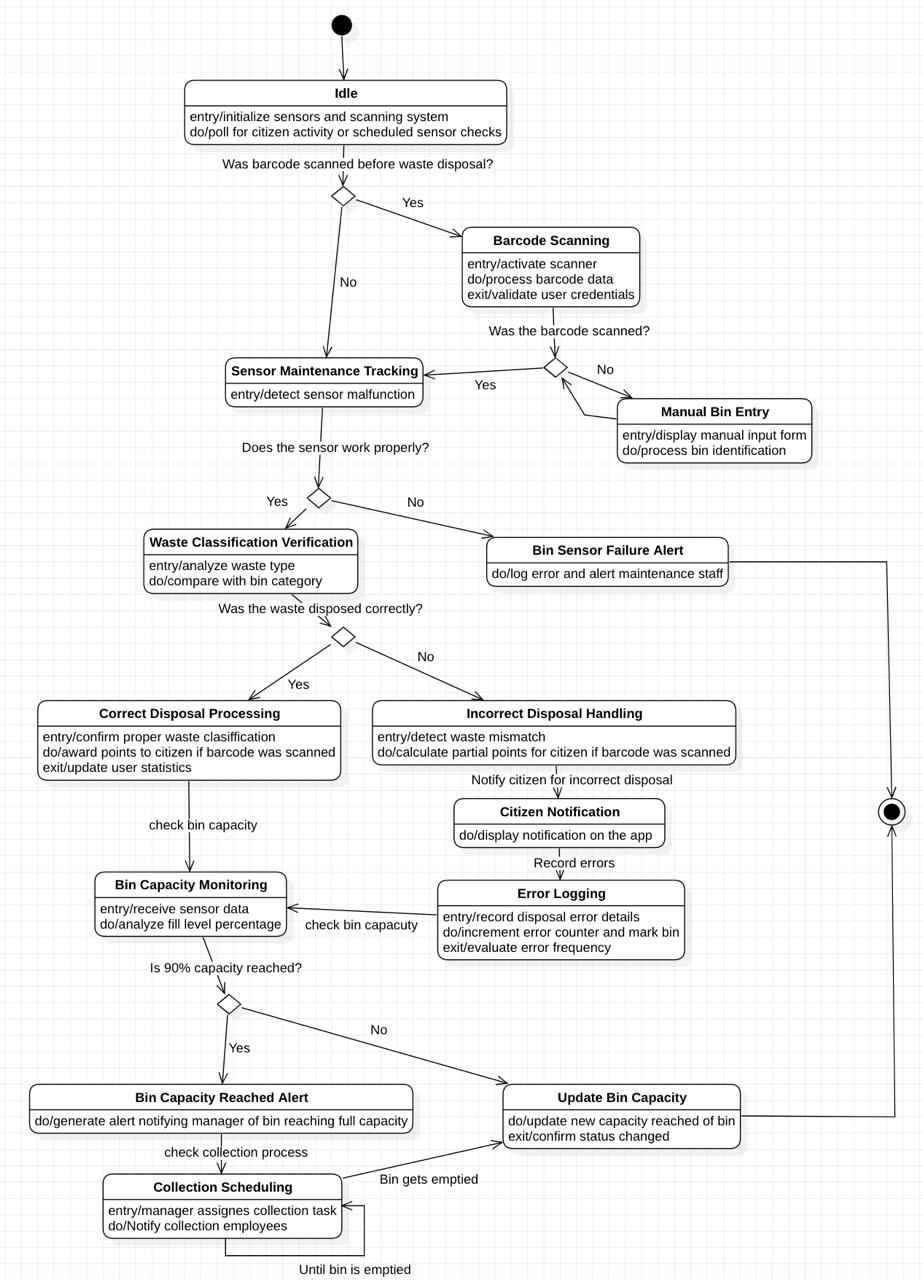 Idle
entry/initialize sensors and scanning system
do/poll for citizen activity or scheduled sensor checks
Was barcode scanned before waste disposal?
Yes
No
Barcode Scanning
entry/activate scanner
do/process barcode data
exit/validate user credentials
Was the barcode scanned?
Yes
No
Sensor Maintenance Tracking
entry/detect sensor malfunction
Manual Bin Entry
entry/display manual input form
do/process bin identification
Does the sensor work properly?
Yes
No
Waste Classification Verification
entry/analyze waste type
do/compare with bin category
Bin Sensor Failure Alert
do/log error and alert maintenance staff
Was the waste disposed correctly?
Yes
No
Correct Disposal Processing
entry/confirm proper waste clasiffication
do/award points to citizen if barcode was scanned
exit/update user statistics
Incorrect Disposal Handling
entry/detect waste mismatch
do/calculate partial points for citizen if barcode was scanned
Notify citizen for incorrect disposal
Citizen Notification
do/display notification on the app
Record errors
check bin capacity
Bin Capacity Monitoring
entry/receive sensor data
do/analyze fill level percentage
Error Logging
entry/record disposal error details
do/increment error counter and mark bin
exit/evaluate error frequency
check bin capacuty
Is 90% capacity reached?
Yes
No
Bin Capacity Reached Alert
do/generate alert notifying manager of bin reaching full capacity
Update Bin Capacity
do/update new capacity reached of bin
exit/confirm status changed
check collection process
Collection Scheduling
entry/manager assignes collection task
do/Notify collection employees
Bin gets emptied
Until bin is emptied